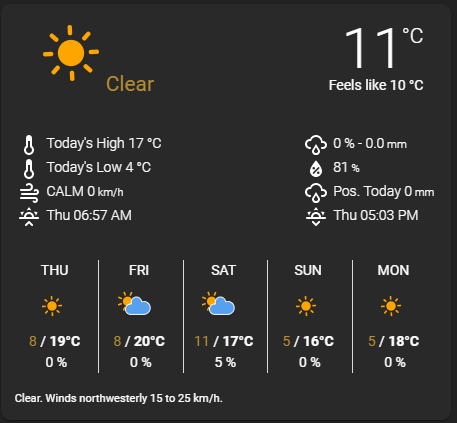 Clear
11 °C
Feels like 10 °C
Today's High 17 °C
0 % - 0.0 mm
Today's Low 4 °C
81 %
CALM 0 km/h
Pos. Today 0 mm
Thu 06:57 AM
Thu 05:03 PM
THU FRI SAT SUN MON
8 / 19°C 8 / 20°C 11 / 17°C 5 / 16°C 5 / 18°C
0 % 0 % 5 % 0 % 0 %
Clear. Winds northwesterly 15 to 25 km/h.